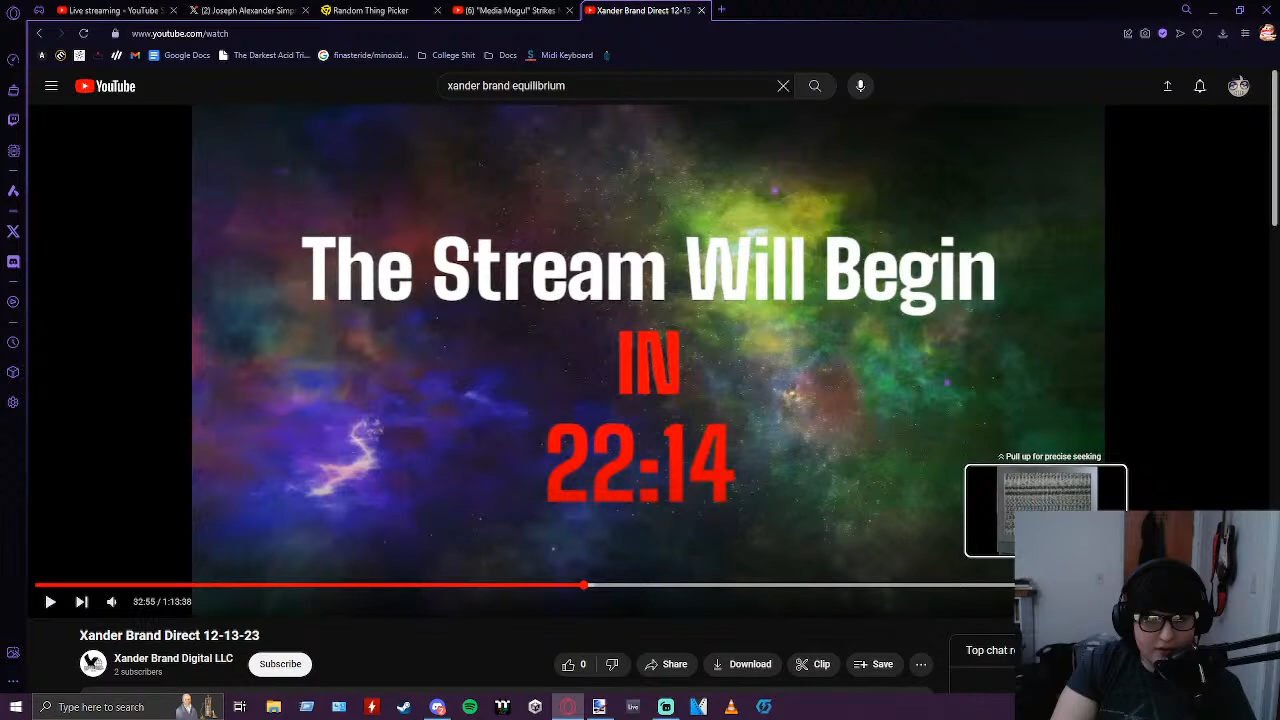 Live streaming - YouTube S
(2) Joseph Alexander Simps
Random Thing Picker
(6) "Media Mogul" Strikes
Xander Brand Direct 12-13
www.youtube.com/watch
Google Docs
The Darkest Acid Tri...
finasteride/minoxid...
College Shit
Docs
Midi Keyboard
YouTube
xander brand equilibrium
The Stream Will Begin
IN
22:14
Pull up for precise seeking
32:55 / 1:13:38
Xander Brand Direct 12-13-23
Xander Brand Digital LLC
2 subscribers
Subscribe
0
Share
Download
Clip
Save
Top chat re
Type here to search